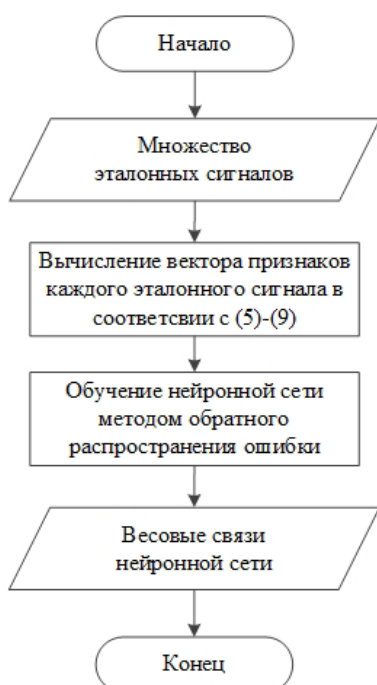 Начало
Множество
эталонных сигналов
Вычисление вектора признаков
каждого эталонного сигнала в
соответсвии с (5)-(9)
Обучение нейронной сети
методом обратного
распространения ошибки
Весовые связи
нейронной сети
Конец